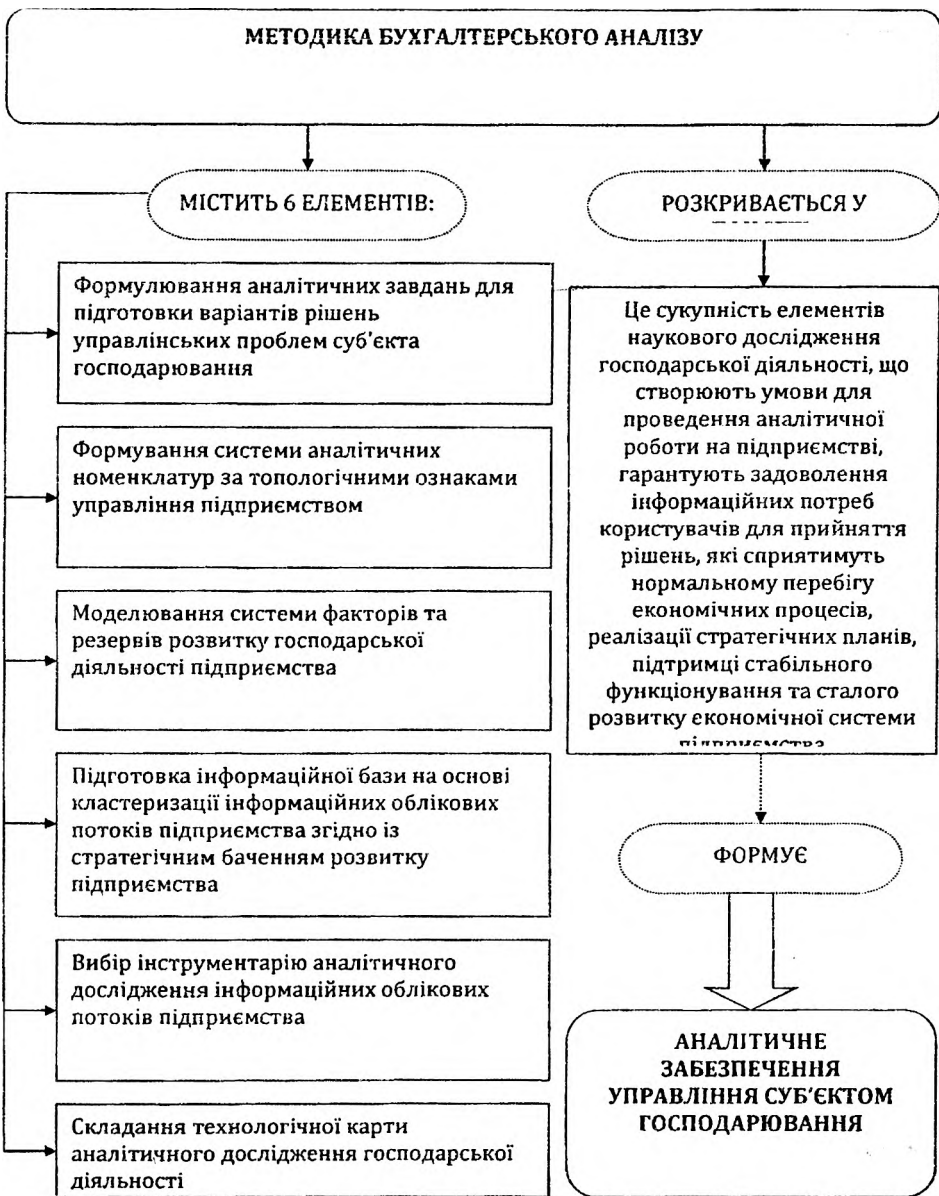 МЕТОДИКА БУХГАЛТЕРСЬКОГО АНАЛІЗУ
МІСТИТЬ 6 ЕЛЕМЕНТІВ:
Формулювання аналітичних завдань для
підготовки варіантів рішень
управлінських проблем суб'єкта
господарювання
Формування системи аналітичних
номенклатур за топологічними ознаками
управління підприємством
Моделювання системи факторів та
резервів розвитку господарської
діяльності підприємства
Підготовка інформаційної бази на основі
кластеризації інформаційних облікових
потоків підприємства згідно із
стратегічним баченням розвитку
підприємства
Вибір інструментарію аналітичного
дослідження інформаційних облікових
потоків підприємства
Складання технологічної карти
аналітичного дослідження господарської
діяльності
РОЗКРИВАЄТЬСЯ У
Це сукупність елементів
наукового дослідження
господарської діяльності, що
створюють умови для
проведення аналітичної
роботи на підприємстві,
гарантують задоволення
інформаційних потреб
користувачів для прийняття
рішень, які сприятимуть
нормальному перебігу
економічних процесів,
реалізації стратегічних планів,
підтримці стабільного
функціонування та сталого
розвитку економічної системи
підприємства
ФОРМУЄ
АНАЛІТИЧНЕ
ЗАБЕЗПЕЧЕННЯ
УПРАВЛІННЯ СУБ'ЄКТОМ
ГОСПОДАРЮВАННЯ